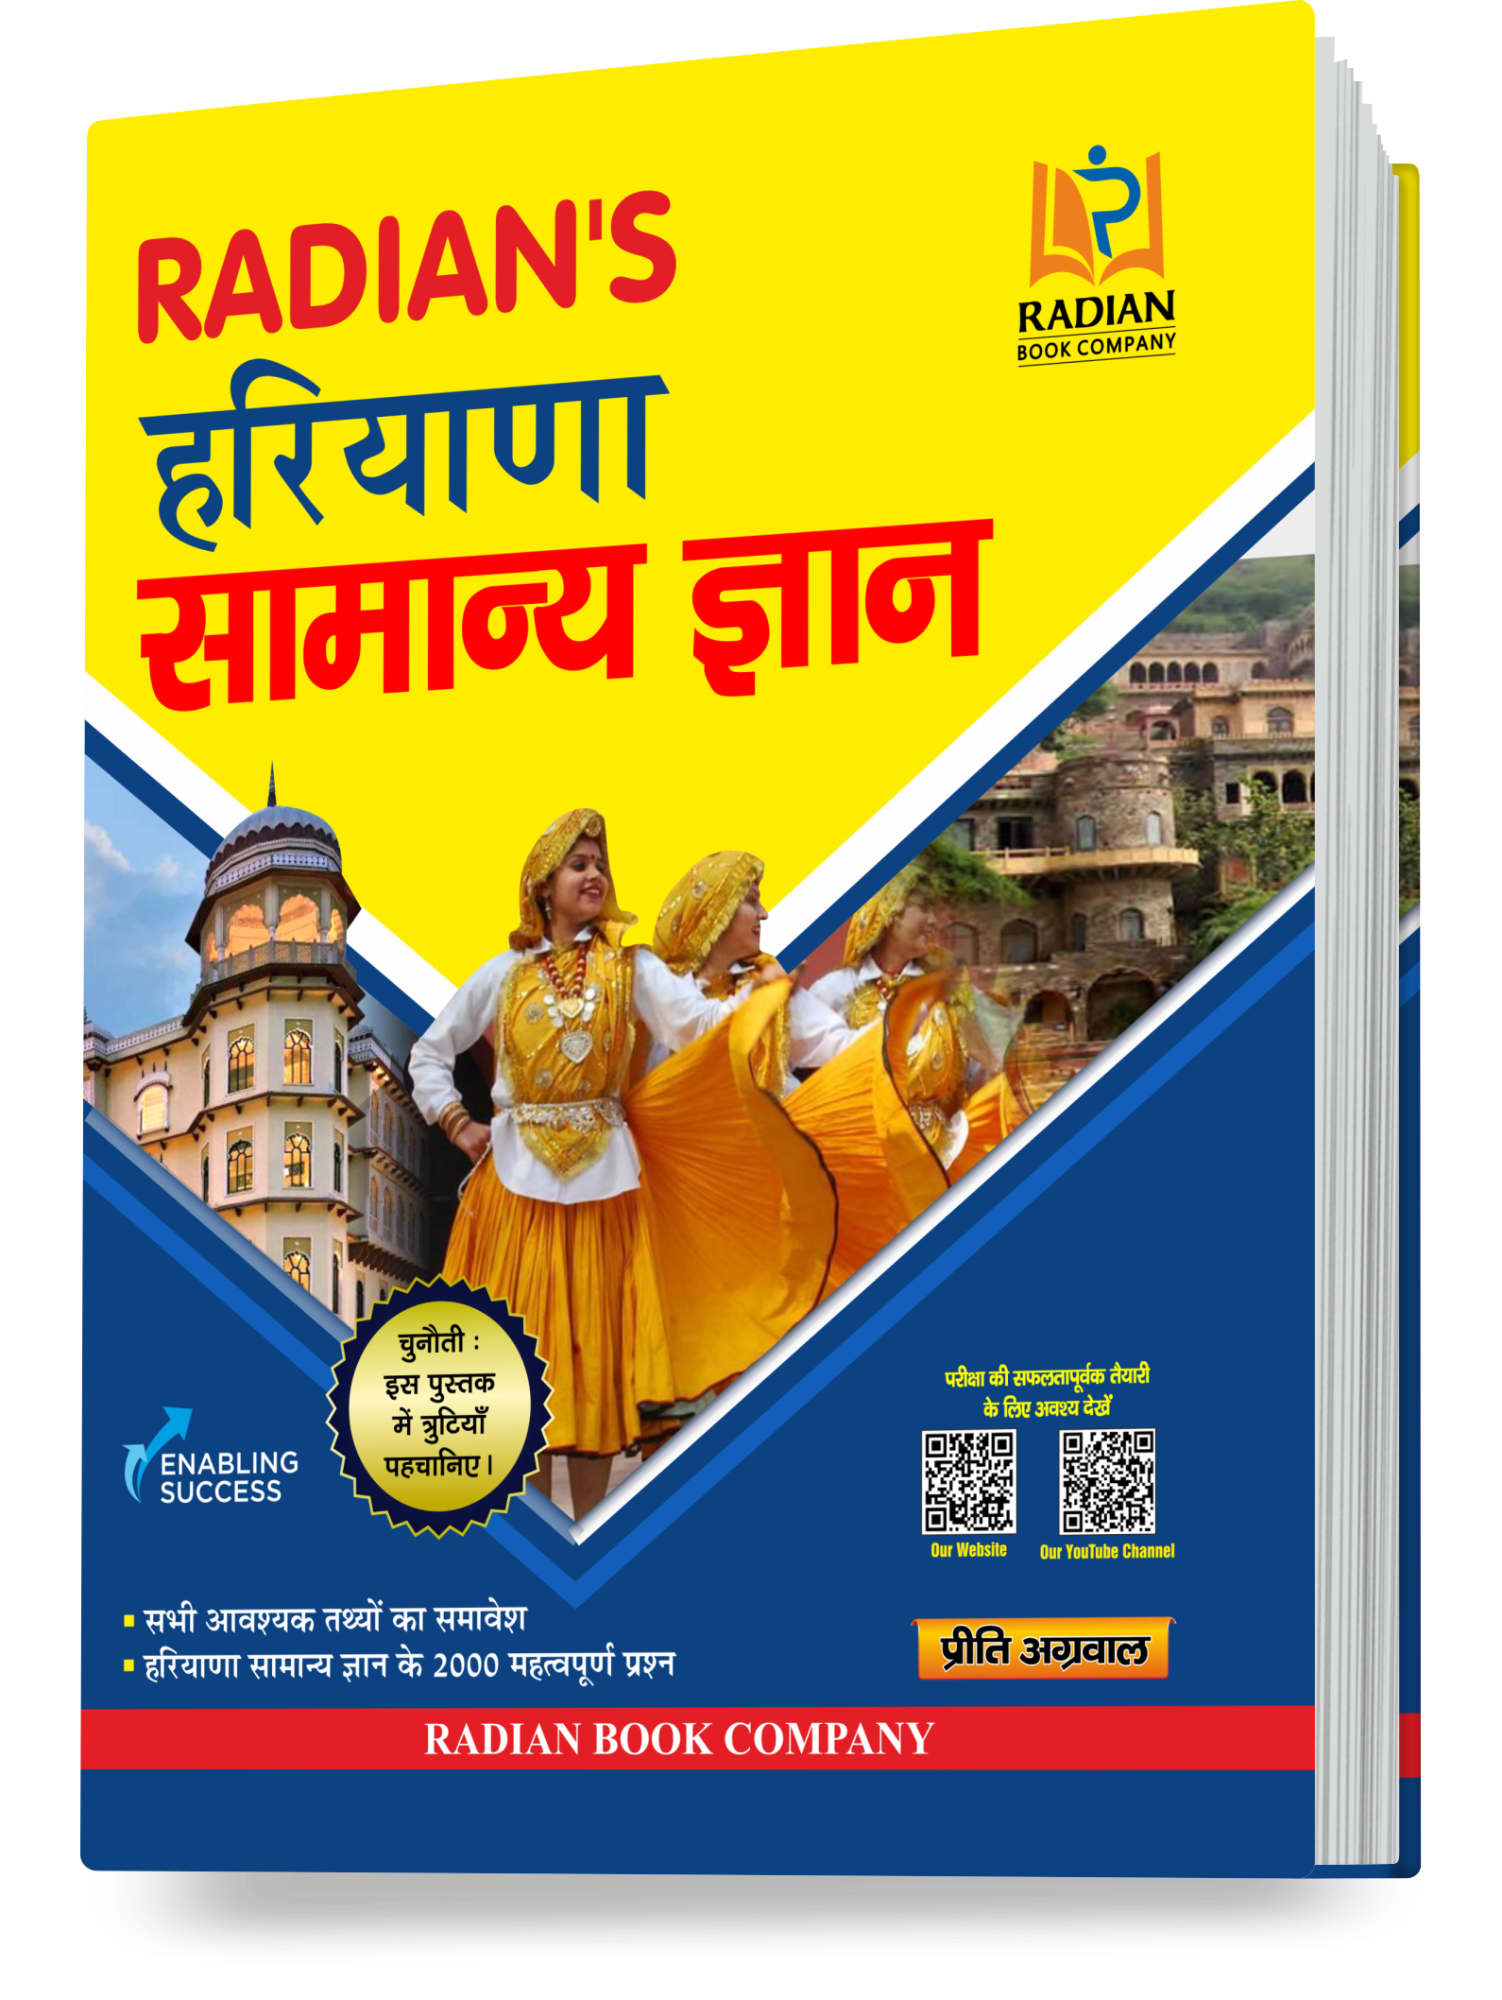 RADIAN'S
हरियाणा
सामान्य ज्ञान
RADIAN
BOOK COMPANY
चुनौती :
इस पुस्तक
में त्रुटियाँ
पहचानिए।
ENABLING
SUCCESS
परीक्षा की सफलतापूर्वक तैयारी
के लिए अवश्य देखें
Our Website
Our YouTube Channel
सभी आवश्यक तथ्यों का समावेश
हरियाणा सामान्य ज्ञान के 2000 महत्वपूर्ण प्रश्न
प्रीति अग्रवाल
RADIAN BOOK COMPANY